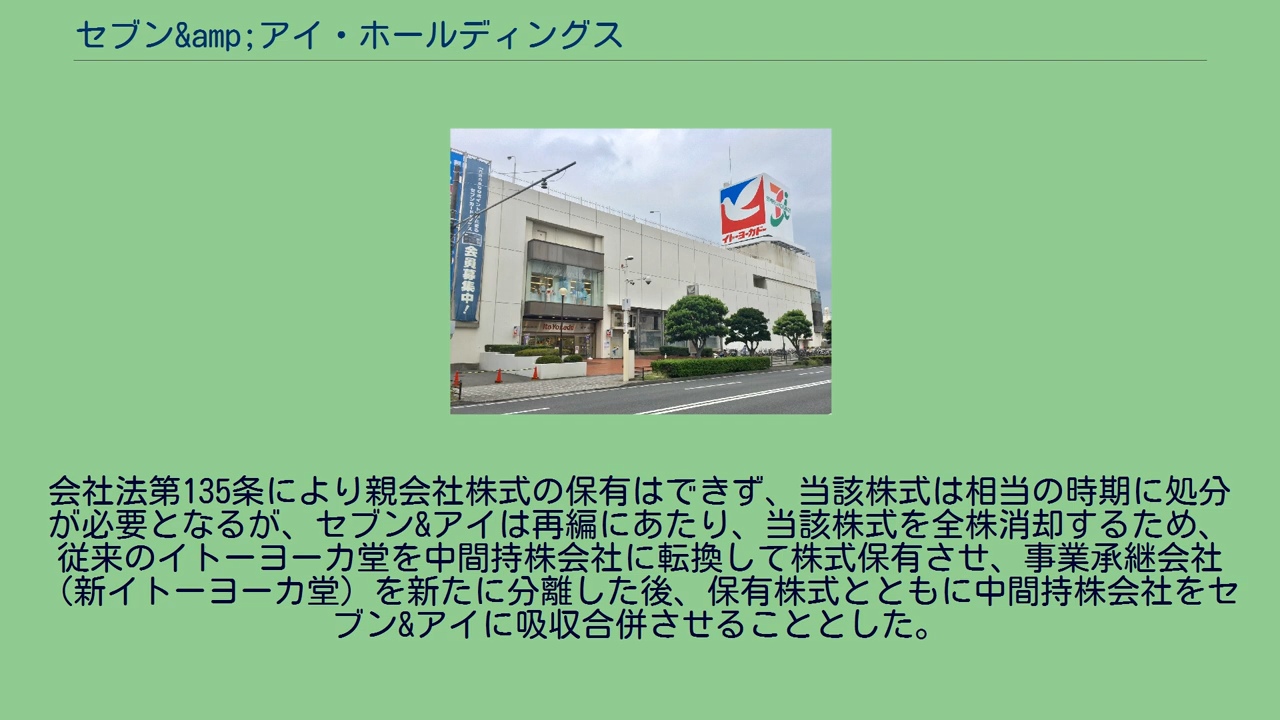 セブン&amp;アイ・ホールディングス
会員募集中!
イトーヨーカドー
Ito Yokado
会社法第135条により親会社株式の保有はできず、当該株式は相当の時期に処分
が必要となるが、セブン&アイは再編にあたり、当該株式を全株消却するため、
従来のイトーヨーカ堂を中間持株会社に転換して株式保有させ、事業承継会社
（新イトーヨーカ堂）を新たに分離した後、保有株式とともに中間持株会社をセ
ブン&アイに吸収合併させることとした。